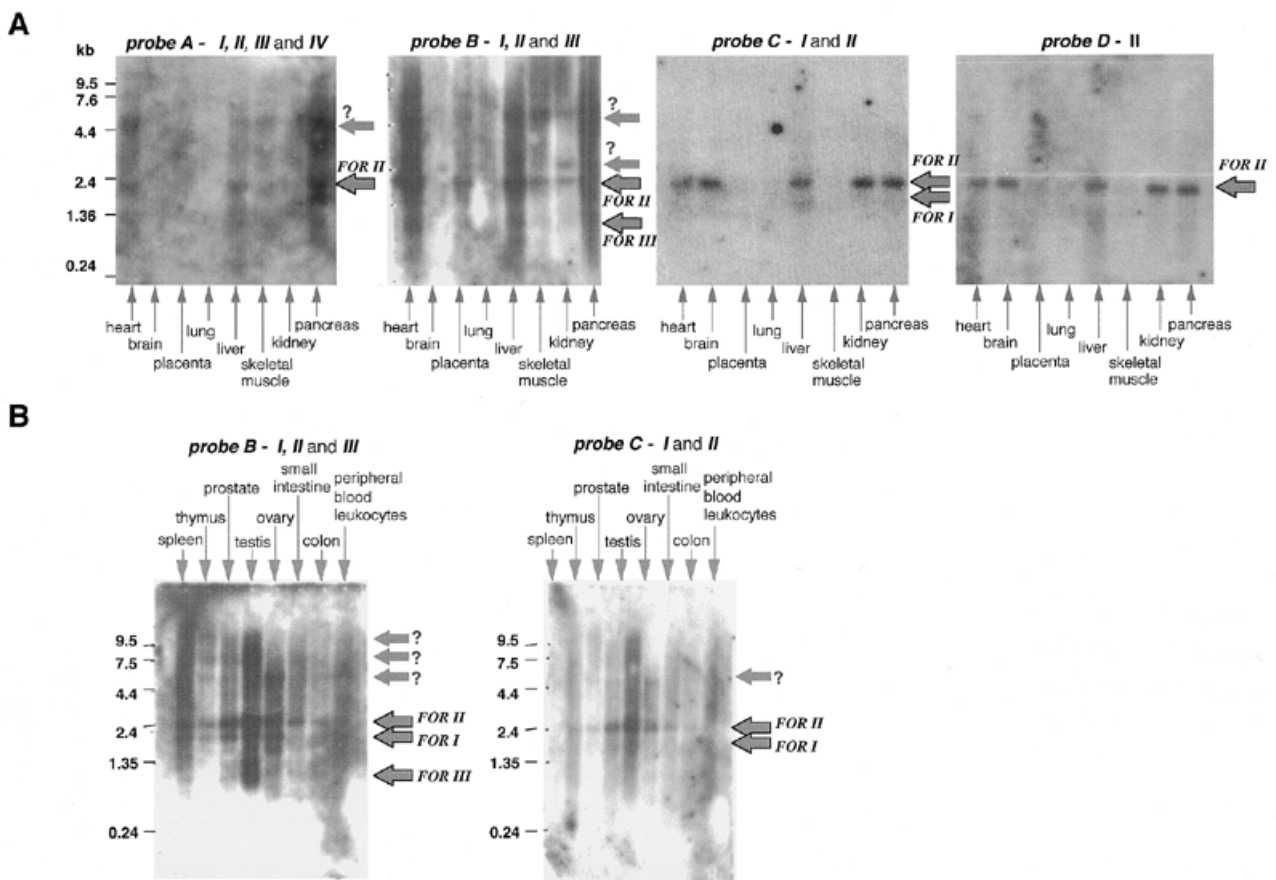 A
probe A - I, II, III and IV
probe B - I, II and III
probe C - I and II
probe D - II
kb
9.5
7.6
4.4
2.4
1.36
0.24
?
FOR II
?
?
FOR II
FOR III
FOR II
FOR I
FOR II
heart
brain
placenta
lung
liver
skeletal
muscle
kidney
pancreas
heart
brain
placenta
lung
liver
skeletal
muscle
kidney
pancreas
heart
brain
placenta
lung
liver
skeletal
muscle
kidney
pancreas
heart
brain
placenta
lung
liver
skeletal
muscle
kidney
pancreas
B
probe B - I, II and III
spleen
thymus
prostate
testis
ovary
small
intestine
colon
peripheral
blood
leukocytes
9.5
7.5
4.4
2.4
1.35
0.24
?
?
?
FOR II
FOR I
FOR III
probe C - I and II
spleen
thymus
prostate
testis
ovary
small
intestine
colon
peripheral
blood
leukocytes
9.5
7.5
4.4
2.4
1.35
0.24
?
FOR II
FOR I